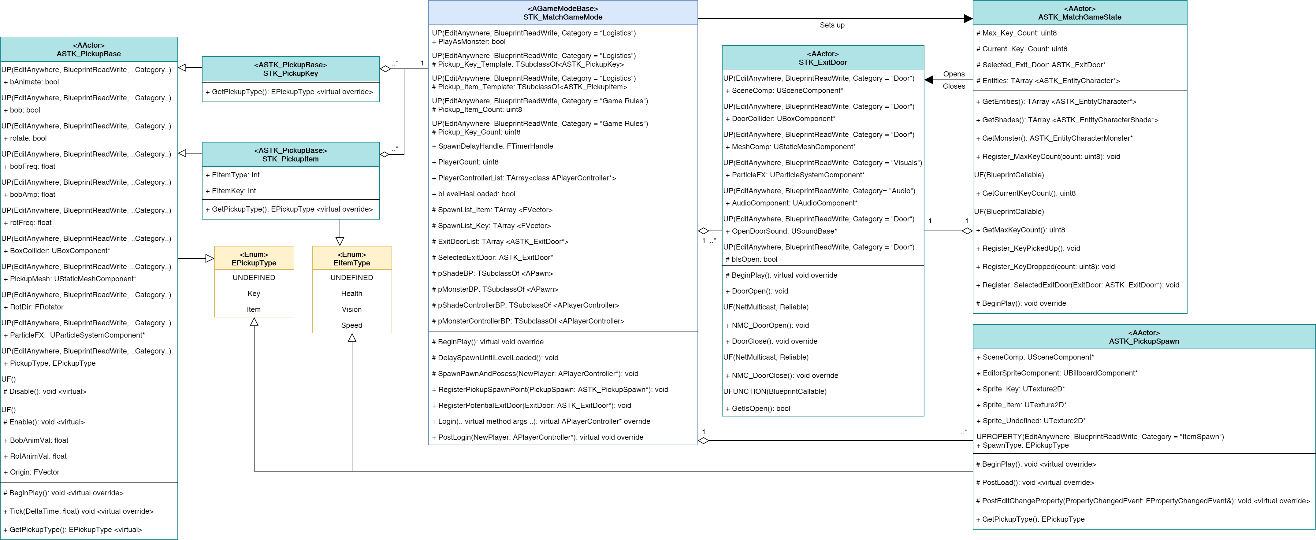 <AActor>
ASTK_PickupBase
UP(EditAnywhere, BlueprintReadWrite, ..Category..)
+ bAnimate: bool
UP(EditAnywhere, BlueprintReadWrite, ..Category..)
+ bob: bool
UP(EditAnywhere, BlueprintReadWrite, ..Category..)
+ rotate: bool
UP(EditAnywhere, BlueprintReadWrite, ..Category..)
+ bobFreq: float
UP(EditAnywhere, BlueprintReadWrite, ..Category..)
+ bobAmp: float
UP(EditAnywhere, BlueprintReadWrite, ..Category..)
+ rotFreq: float
UP(EditAnywhere, BlueprintReadWrite, ..Category..)
+ BoxCollider: UBoxComponent*
UP(EditAnywhere, BlueprintReadWrite, ..Category..)
+ PickupMesh: UStaticMeshComponent*
UP(EditAnywhere, BlueprintReadWrite, ..Category..)
+ RotDir: FRotator
UP(EditAnywhere, BlueprintReadWrite, ..Category..)
+ ParticleFX: UParticleSystemComponent*
UP(EditAnywhere, BlueprintReadWrite, ..Category..)
+ PickupType: EPickupType
UF()
# Disable(): void <virtual>
UF()
# Enable(): void <virtual>
+ BobAnimVal: float
+ RotAnimVal: float
+ Origin: FVector
# BeginPlay(): void <virtual override>
+ Tick(DeltaTime: float) void <virtual override>
+ GetPickupType(): EPickupType <virtual>
<ASTK_PickupBase>
STK_PickupKey
+ GetPickupType(): EPickupType <virtual override>
<ASTK_PickupBase>
STK_PickupItem
+ FItemType: Int
+ FItemKey: Int
+ GetPickupType(): EPickupType <virtual override>
..*
1
..*
<Enum>
EPickupType
UNDEFINED
Key
Item
<Enum>
EItemType
UNDEFINED
Health
Vision
Speed
<AGameModeBase>
STK_MatchGameMode
UP(EditAnywhere, BlueprintReadWrite, Category = "Logistics")
+ PlayAsMonster: bool
UP(EditAnywhere, BlueprintReadWrite, Category = "Logistics")
# Pickup_Key_Template: TSubclassOf<ASTK_PickupKey>
UP(EditAnywhere, BlueprintReadWrite, Category = "Logistics")
# Pickup_Item_Template: TSubclassOf<ASTK_PickupItem>
UP(EditAnywhere, BlueprintReadWrite, Category = "Game Rules")
# Pickup_Item_Count: uint8
UP(EditAnywhere, BlueprintReadWrite, Category = "Game Rules")
# Pickup_Key_Count: uint8
+ SpawnDelayHandle: FTimerHandle
+ PlayerCount: uint8
+ PlayerControllerList: TArray<class APlayerController*>
+ bLevelHasLoaded: bool
# SpawnList_Item: TArray <FVector>
# SpawnList_Key: TArray <FVector>
# ExitDoorList: TArray <ASTK_ExitDoor*>
# SelectedExitDoor: ASTK_ExitDoor*
# pShadeBP: TSubclassOf <APawn>
# pMonsterBP: TSubclassOf <APawn>
# pShadeControllerBP: TSubclassOf <APlayerController>
# pMonsterControllerBP: TSubclassOf <APlayerController>
# BeginPlay(): virtual void override
# DelaySpawnUntilLevelLoaded(): void
# SpawnPawnAndPosess(NewPlayer: APlayerController*): void
+ RegisterPickupSpawnPoint(PickupSpawn: ASTK_PickupSpawn*): void
+ RegisterPotentialExitDoor(ExitDoor: ASTK_ExitDoor*): void
+ Login(.. virtual method args ..): virtual APlayerController* override
+ PostLogin(NewPlayer: APlayerController*): virtual void override
Sets up
1
1 ..*
1
..*
<AActor>
STK_ExitDoor
UP(EditAnywhere, BlueprintReadWrite, Category = "Door")
+ SceneComp: USceneComponent*
UP(EditAnywhere, BlueprintReadWrite, Category = "Door")
+ DoorCollider: UBoxComponent*
UP(EditAnywhere, BlueprintReadWrite, Category = "Door")
+ MeshComp: UStaticMeshComponent*
UP(EditAnywhere, BlueprintReadWrite, Category = "Visuals")
+ ParticleFX: UParticleSystemComponent*
UP(EditAnywhere, BlueprintReadWrite, Category= "Audio")
+ AudioComponent: UAudioComponent*
UP(EditAnywhere, BlueprintReadWrite, Category = "Door")
+ OpenDoorSound: USoundBase*
UP(EditAnywhere, BlueprintReadWrite, Category = "Door")
# bIsOpen: bool
# BeginPlay(): virtual void override
+ DoorOpen(): void
UF(NetMulticast, Reliable)
+ NMC_DoorOpen(): void
+ DoorClose(): void override
UF(NetMulticast, Reliable)
+ NMC_DoorClose(): void override
UFUNCTION(BlueprintCallable)
+ GetIsOpen(): bool
Opens
Closes
1
1
<AActor>
ASTK_MatchGameState
# Max_Key_Count: uint8
# Current_Key_Count: uint8
# Selected_Exit_Door: ASTK_ExitDoor*
# Entities: TArray <ASTK_EntityCharacter*>
+ GetEntities(): TArray <ASTK_EntityCharacter*>
+ GetShades(): TArray <ASTK_EntityCharacterShade*>
+ GetMonster(): ASTK_EntityCharacterMonster*
+ Register_MaxKeyCount(count: uint8): void
UF(BlueprintCallable)
+ GetCurrentKeyCount(): uint8
UF(BlueprintCallable)
+ GetMaxKeyCount(): uint8
+ Register_KeyPickedUp(): void
+ Register_KeyDropped(count: uint8): void
+ Register_SelectedExitDoor(ExitDoor: ASTK_ExitDoor*): void
# BeginPlay(): void override
<AActor>
ASTK_PickupSpawn
+ SceneComp: USceneComponent*
+ EditorSpriteComponent: UBillboardComponent*
+ Sprite_Key: UTexture2D*
+ Sprite_Item: UTexture2D*
+ Sprite_Undefined: UTexture2D*
UPROPERTY(EditAnywhere, BlueprintReadWrite, Category = "ItemSpawn")
+ SpawnType: EPickupType
# BeginPlay(): void <virtual override>
# PostLoad(): void <virtual override>
# PostEditChangeProperty(PropertyChangedEvent: EPropertyChangedEvent&): void <virtual override>
+ GetPickupType(): EPickupType